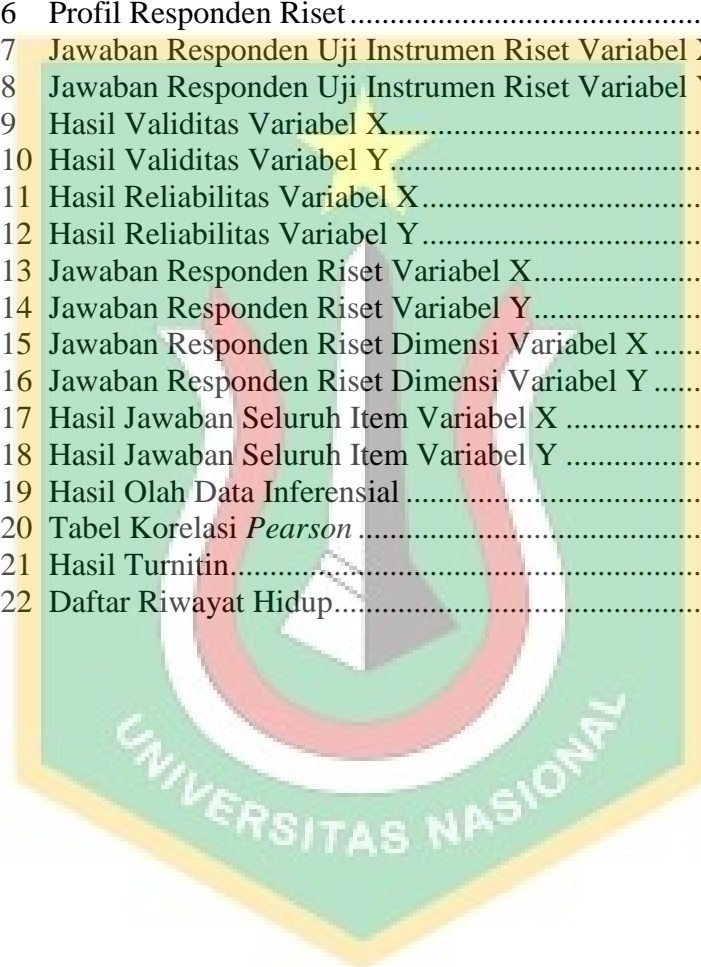 6 Profil Responden Riset........................................
7 Jawaban Responden Uji Instrumen Riset Variabel X
8 Jawaban Responden Uji Instrumen Riset Variabel Y
9 Hasil Validitas Variabel X........................................
10 Hasil Validitas Variabel Y........................................
11 Hasil Reliabilitas Variabel X....................................
12 Hasil Reliabilitas Variabel Y....................................
13 Jawaban Responden Riset Variabel X......................
14 Jawaban Responden Riset Variabel Y......................
15 Jawaban Responden Riset Dimensi Variabel X ......
16 Jawaban Responden Riset Dimensi Variabel Y ......
17 Hasil Jawaban Seluruh Item Variabel X .................
18 Hasil Jawaban Seluruh Item Variabel Y .................
19 Hasil Olah Data Inferensial ......................................
20 Tabel Korelasi Pearson ............................................
21 Hasil Turnitin............................................................
22 Daftar Riwayat Hidup...............................................
UNIVERSITAS NASIONAL